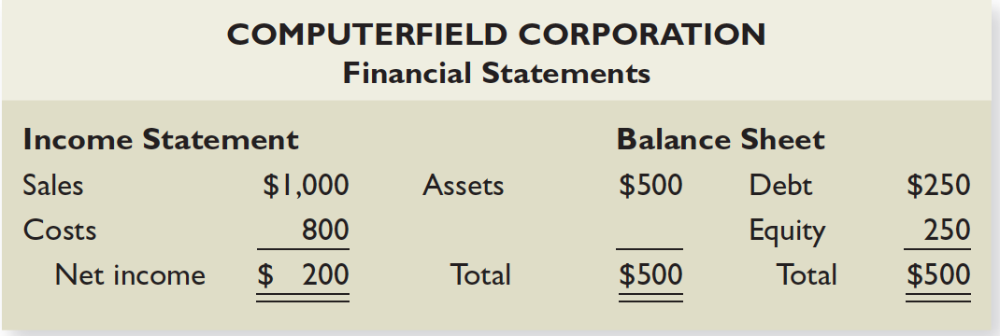 COMPUTERFIELD CORPORATION
Financial Statements
Income Statement Balance Sheet
Sales $1,000 Assets $500 Debt $250
Costs 800 Equity 250
Net income $ 200 Total $500 Total $500